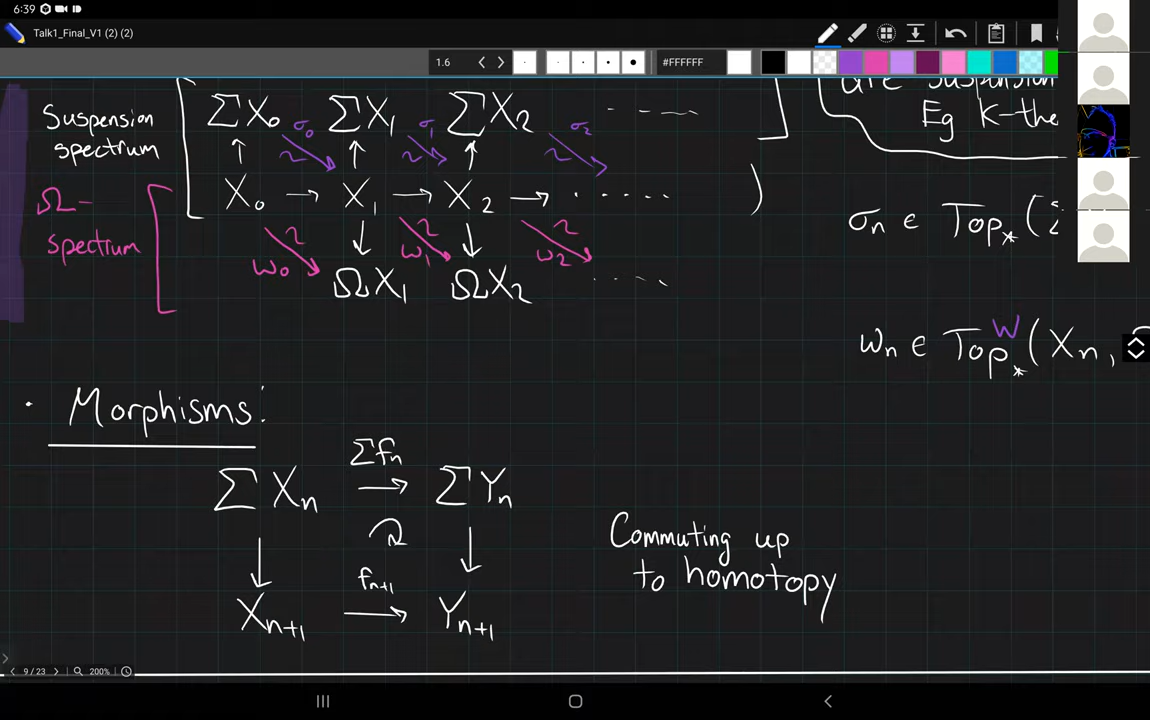 6:39
Talk1_Final_V1 (2) (2)
1.6
#FFFFFF
Suspension
spectrum
ΣX₀ ΣX₁ ΣX₂ ·----
σ₀ σ₁ σ₂
X₀ → X₁ → X₂ → ······
Ω-
spectrum
ω₀ ω₁ ω₂
ΩX₁ ΩX₂ ·····
are suspension
Eg K-the
σₙ ∈ Top⁎ (Σ
ωₙ ∈ Top⁎ᵂ (Xₙ,
· Morphisms:
Σfₙ
ΣXₙ → ΣYₙ
fₙ₊₁
Xₙ₊₁ → Yₙ₊₁
Commuting up
to homotopy
9 / 23
200%